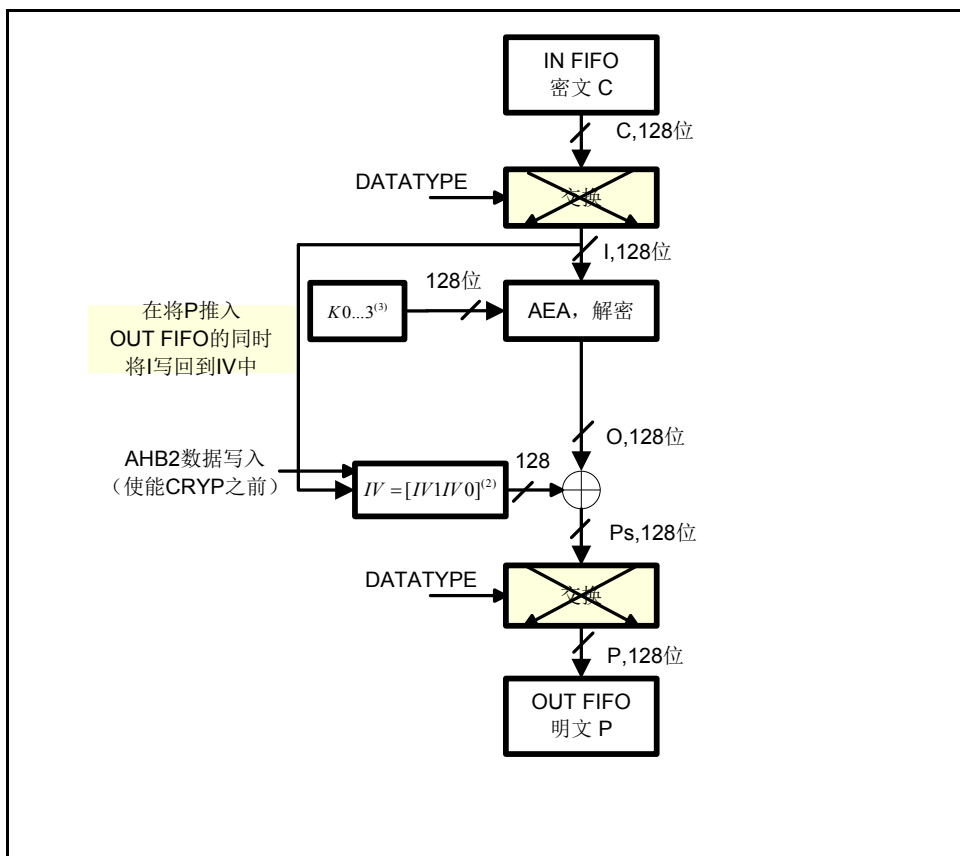 IN FIFO
密文 C
C,128位
DATATYPE
交换
I,128位
128位
K0...3(3)
AEA，解密
在将P推入
OUT FIFO的同时
将I写回到IV中
O,128位
AHB2数据写入
（使能CRYP之前）
IV=[IV1IV0](2)
128
Ps,128位
DATATYPE
交换
P,128位
OUT FIFO
明文 P